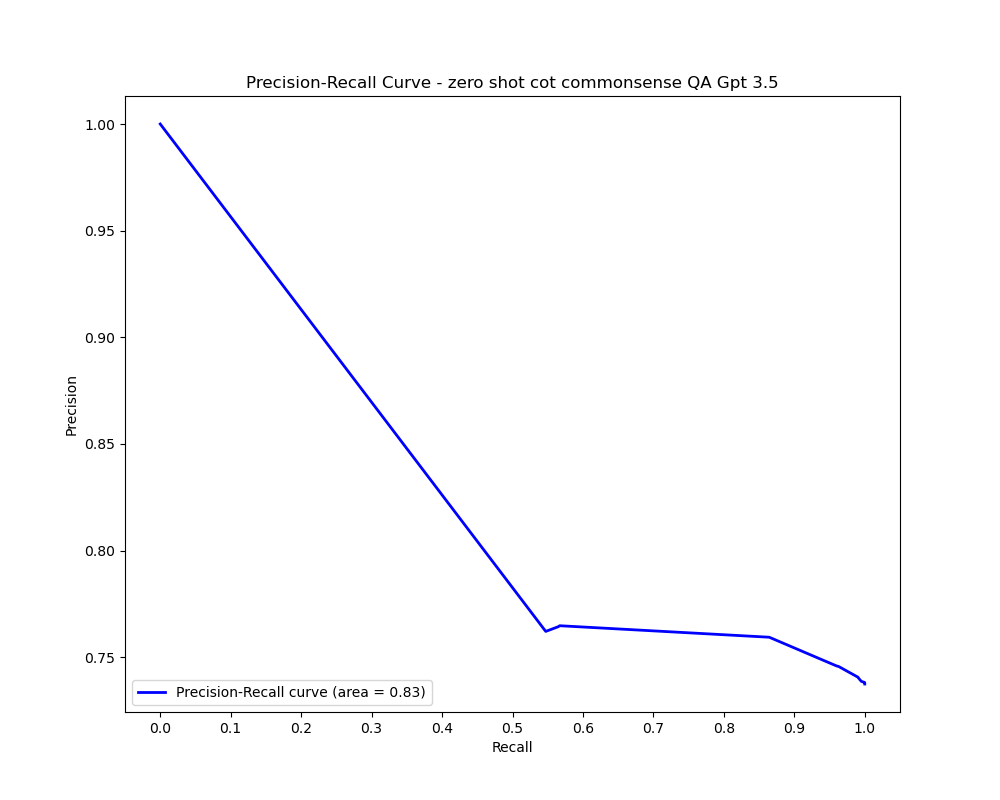 Precision-Recall Curve - zero shot cot commonsense QA Gpt 3.5
1.00
0.95
0.90
0.85
0.80
0.75
Precision
Precision-Recall curve (area = 0.83)
0.0 0.1 0.2 0.3 0.4 0.5 0.6 0.7 0.8 0.9 1.0
Recall